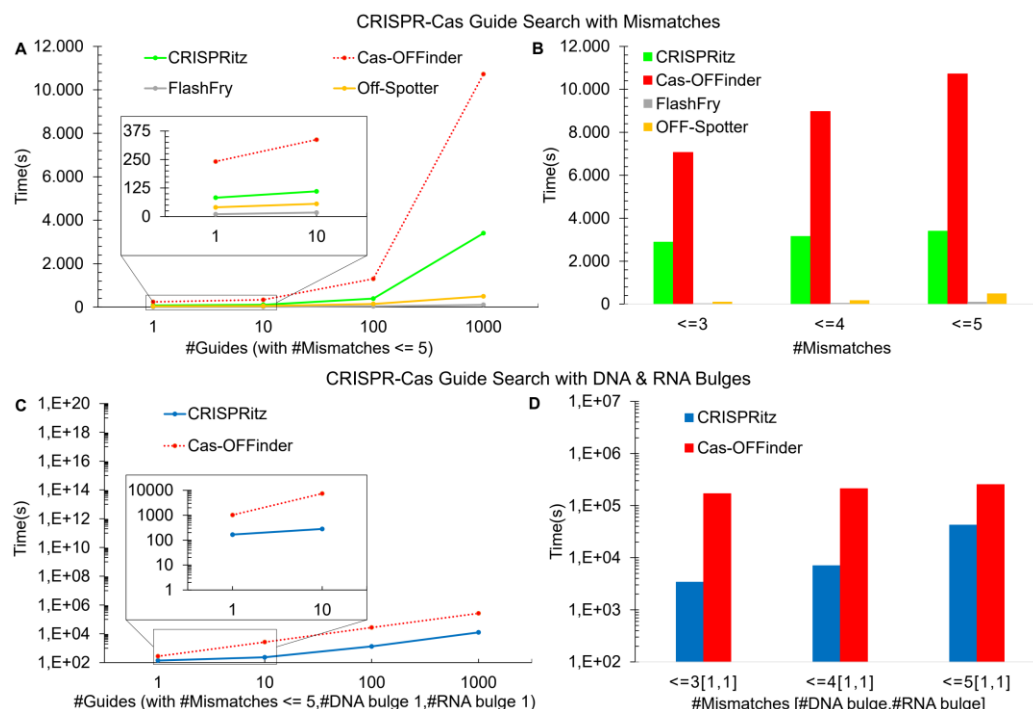 CRISPR-Cas Guide Search with Mismatches
A
12.000
10.000
8.000
6.000
4.000
2.000
0
Time(s)
CRISPRitz
Cas-OFFinder
FlashFry
Off-Spotter
375
250
125
0
1
10
1
10
100
1000
#Guides (with #Mismatches <= 5)
B
12.000
10.000
8.000
6.000
4.000
2.000
0
Time(s)
CRISPRitz
Cas-OFFinder
FlashFry
OFF-Spotter
<=3
<=4
<=5
#Mismatches
CRISPR-Cas Guide Search with DNA & RNA Bulges
C
1,E+20
1,E+18
1,E+16
1,E+14
1,E+12
1,E+10
1,E+08
1,E+06
1,E+04
1,E+02
Time(s)
CRISPRitz
Cas-OFFinder
10000
1000
100
10
1
1
10
1
10
100
1000
#Guides (with #Mismatches <= 5,#DNA bulge 1,#RNA bulge 1)
D
1,E+07
1,E+06
1,E+05
1,E+04
1,E+03
1,E+02
Time(s)
CRISPRitz
Cas-OFFinder
<=3[1,1]
<=4[1,1]
<=5[1,1]
#Mismatches [#DNA bulge,#RNA bulge]